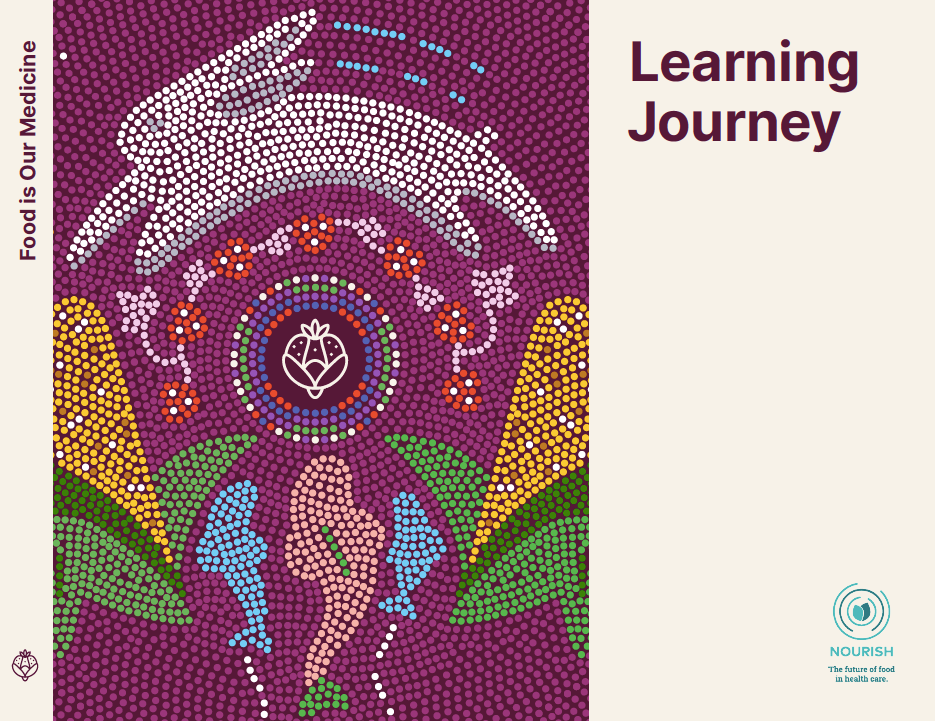 Food is Our Medicine
Learning
Journey
NOURISH
The future of food
in health care.